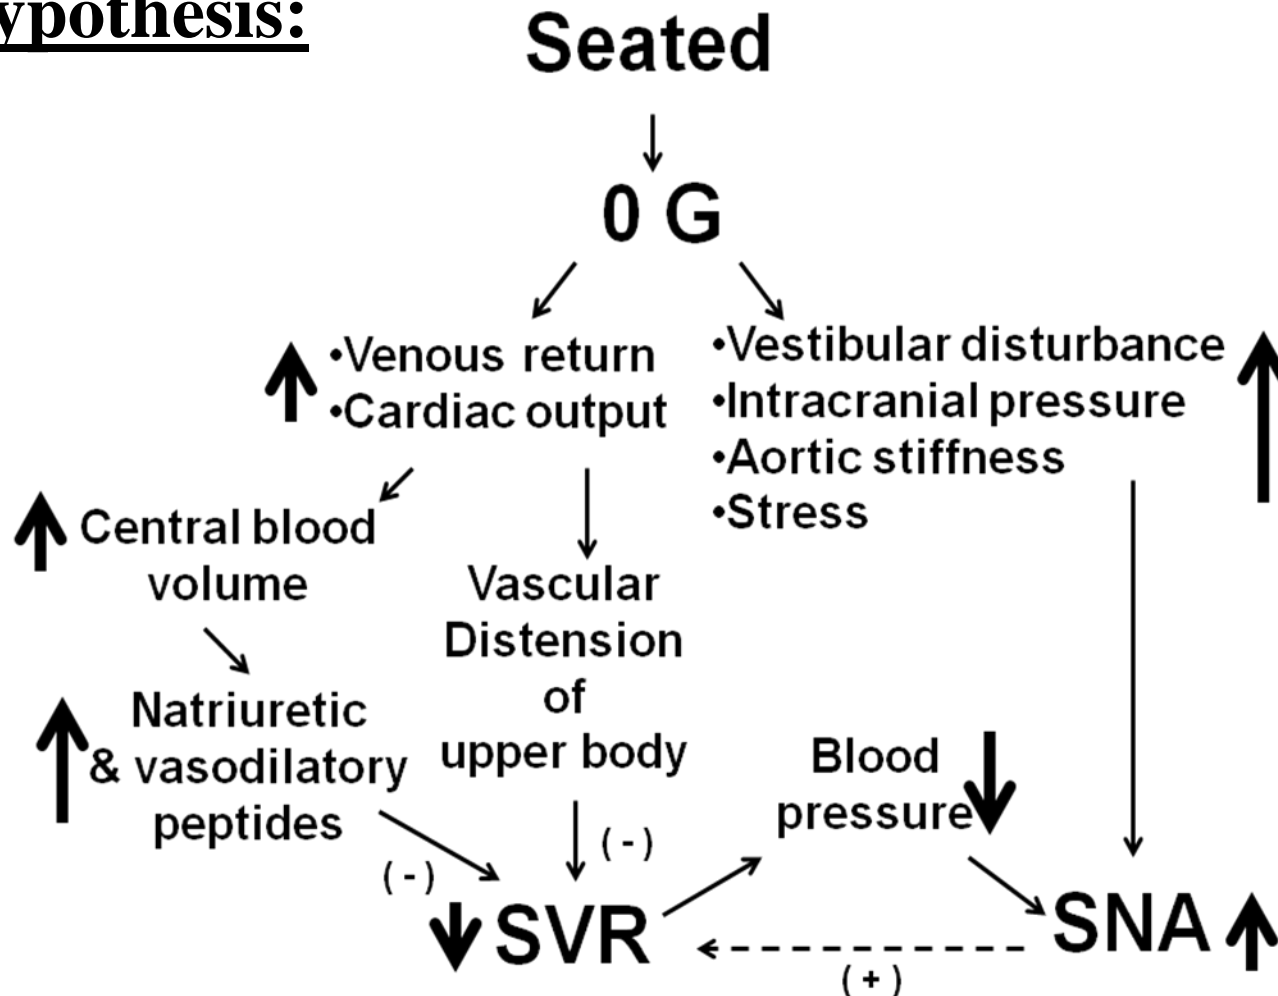 ypothesis:
Seated
0 G
•Venous return
•Cardiac output
•Vestibular disturbance
•Intracranial pressure
•Aortic stiffness
•Stress
Central blood
volume
Vascular
Distension
of
upper body
Natriuretic
& vasodilatory
peptides
Blood
pressure
( - )
( - )
SVR
SNA
( + )